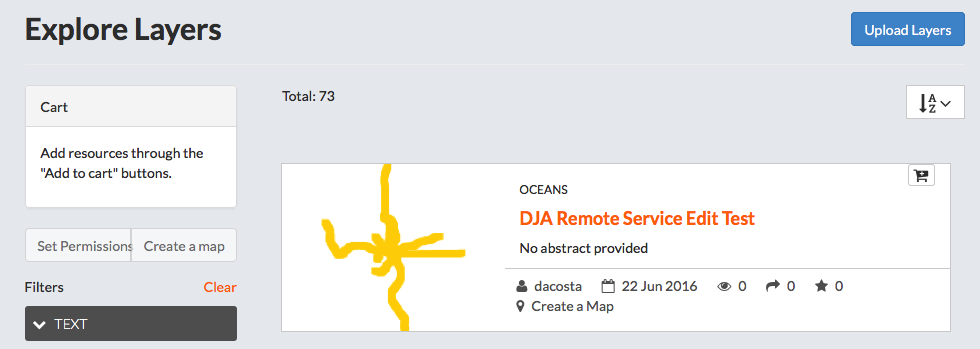 Explore Layers
Upload Layers
Cart
Add resources through the
"Add to cart" buttons.
Set Permissions
Create a map
Filters
Clear
TEXT
Total: 73
A
Z
OCEANS
DJA Remote Service Edit Test
No abstract provided
dacosta 22 Jun 2016 0 0 0
Create a Map